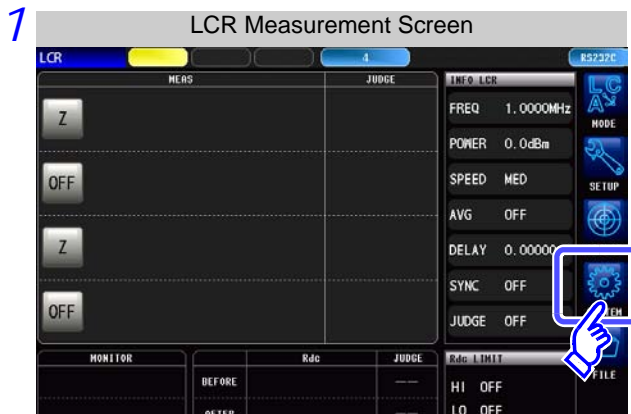 1
LCR Measurement Screen
LCR
4
RS232C
MEAS
JUDGE
INFO LCR
Z
OFF
Z
OFF
FREQ 1.0000MHz
POWER 0.0dBm
SPEED MED
AVG OFF
DELAY 0.0000
SYNC OFF
JUDGE OFF
MODE
SETUP
FILE
MONITOR
Rdc
JUDGE
BEFORE
Rdc LIMIT
HI OFF
LO OFF